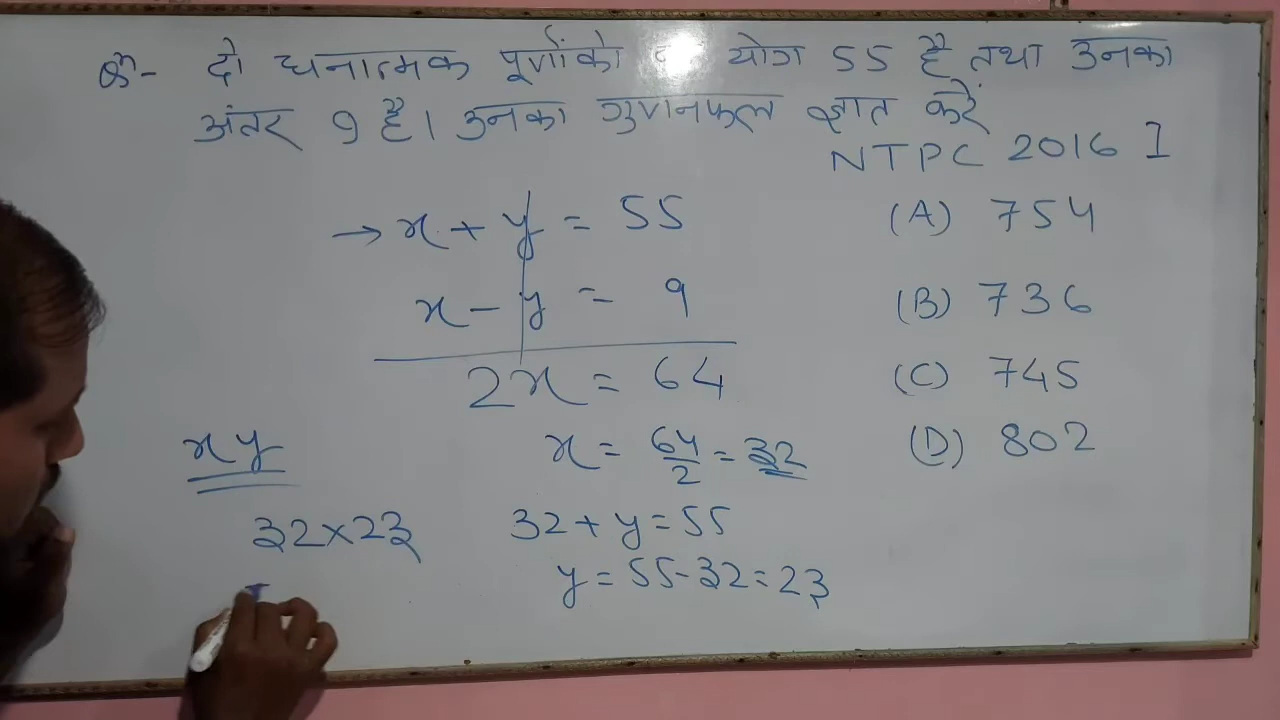 प्र०- दो धनात्मक पूर्णांको का योग 55 है तथा उनका
अंतर 9 है। उनका गुणनफल ज्ञात करें
NTPC 2016 I
→ x + y = 55
x - y = 9
2x = 64
x = 64/2 = 32
32 + y = 55
y = 55 - 32 = 23
xy
32×23
(A) 754
(B) 736
(C) 745
(D) 802